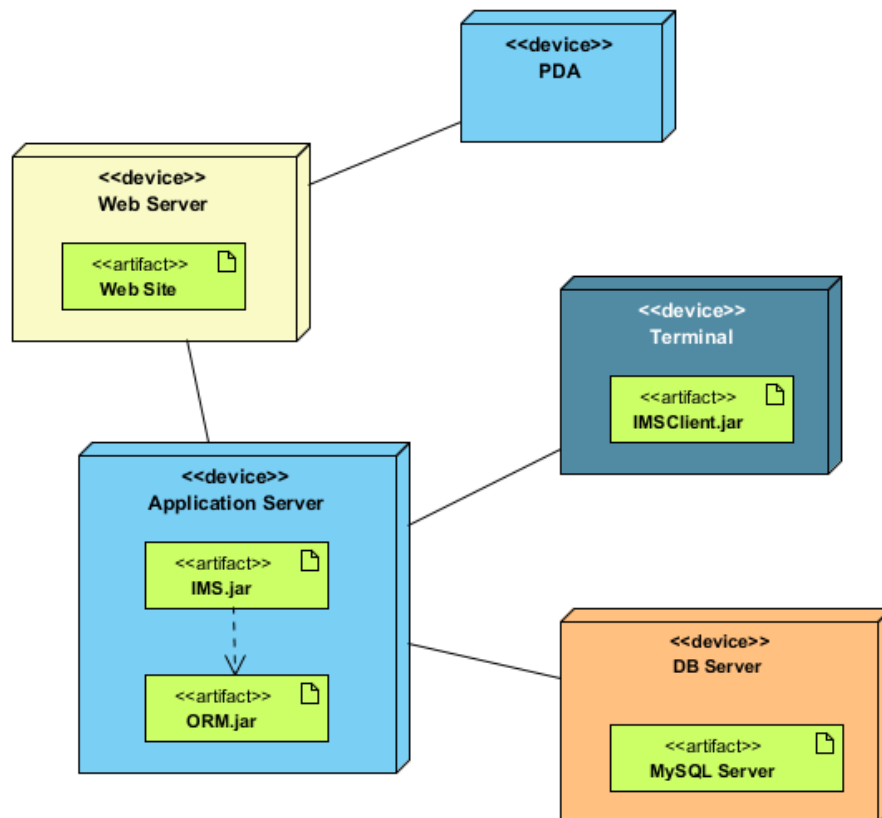 <<device>>
PDA
<<device>>
Web Server
<<artifact>>
Web Site
<<device>>
Terminal
<<artifact>>
IMSClient.jar
<<device>>
Application Server
<<artifact>>
IMS.jar
<<artifact>>
ORM.jar
<<device>>
DB Server
<<artifact>>
MySQL Server